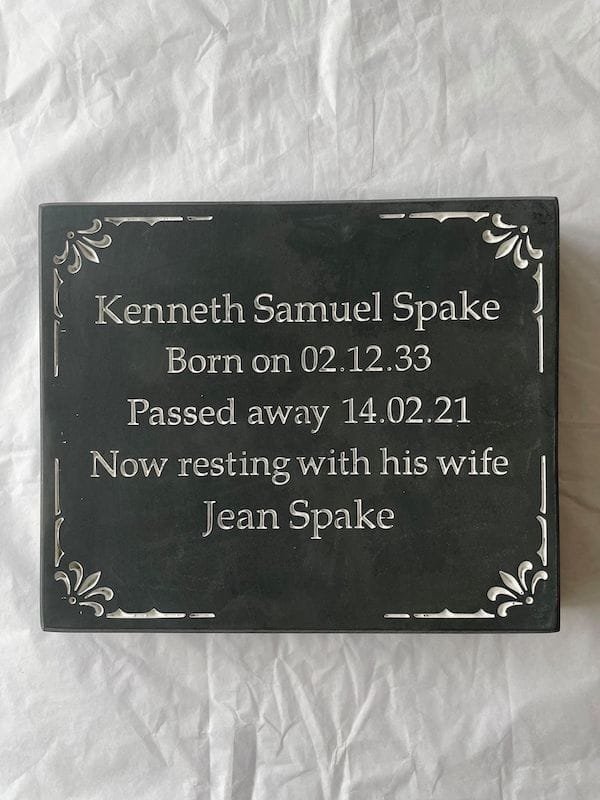 Kenneth Samuel Spake
Born on 02.12.33
Passed away 14.02.21
Now resting with his wife
Jean Spake